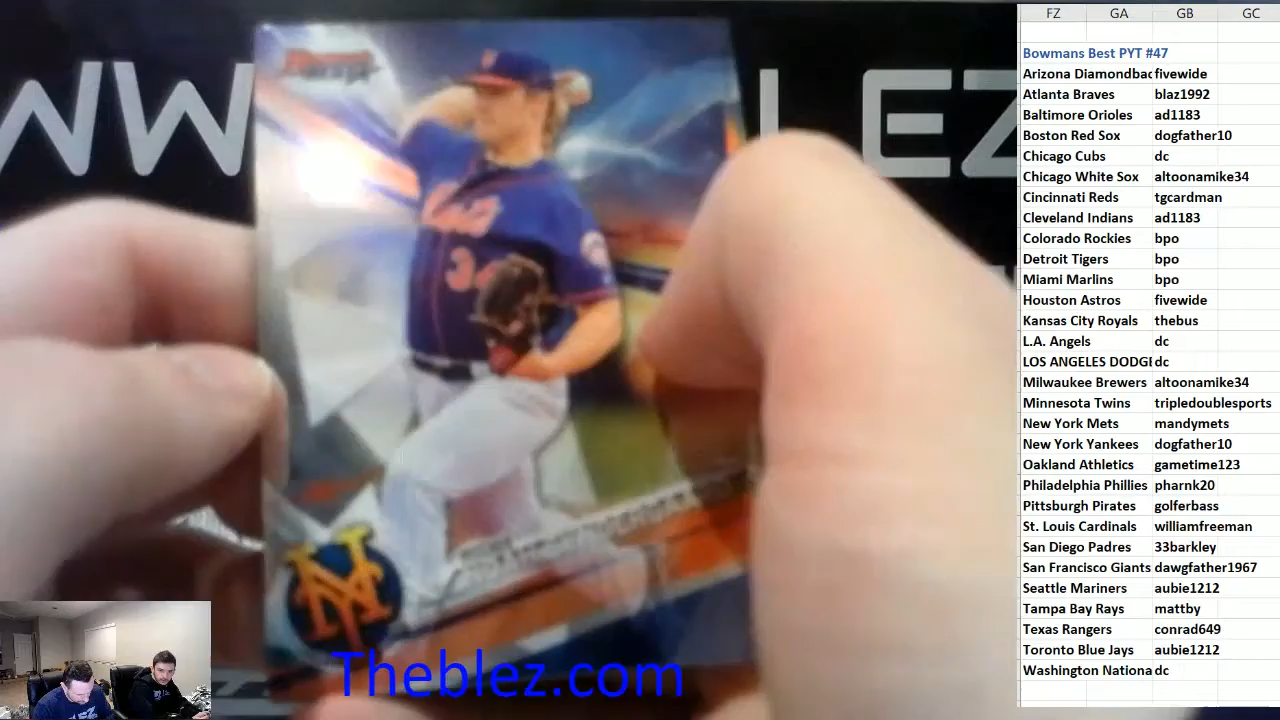 WW
LEZ
Mets
34
NY
Theblez.com
FZ GA GB GC
Bowmans Best PYT #47
Arizona Diamondbac fivewide
Atlanta Braves blaz1992
Baltimore Orioles ad1183
Boston Red Sox dogfather10
Chicago Cubs dc
Chicago White Sox altoonamike34
Cincinnati Reds tgcardman
Cleveland Indians ad1183
Colorado Rockies bpo
Detroit Tigers bpo
Miami Marlins bpo
Houston Astros fivewide
Kansas City Royals thebus
L.A. Angels dc
LOS ANGELES DODGE dc
Milwaukee Brewers altoonamike34
Minnesota Twins tripledoublesports
New York Mets mandymets
New York Yankees dogfather10
Oakland Athletics gametime123
Philadelphia Phillies pharnk20
Pittsburgh Pirates golferbass
St. Louis Cardinals williamfreeman
San Diego Padres 33barkley
San Francisco Giants dawgfather1967
Seattle Mariners aubie1212
Tampa Bay Rays mattby
Texas Rangers conrad649
Toronto Blue Jays aubie1212
Washington Nationa dc